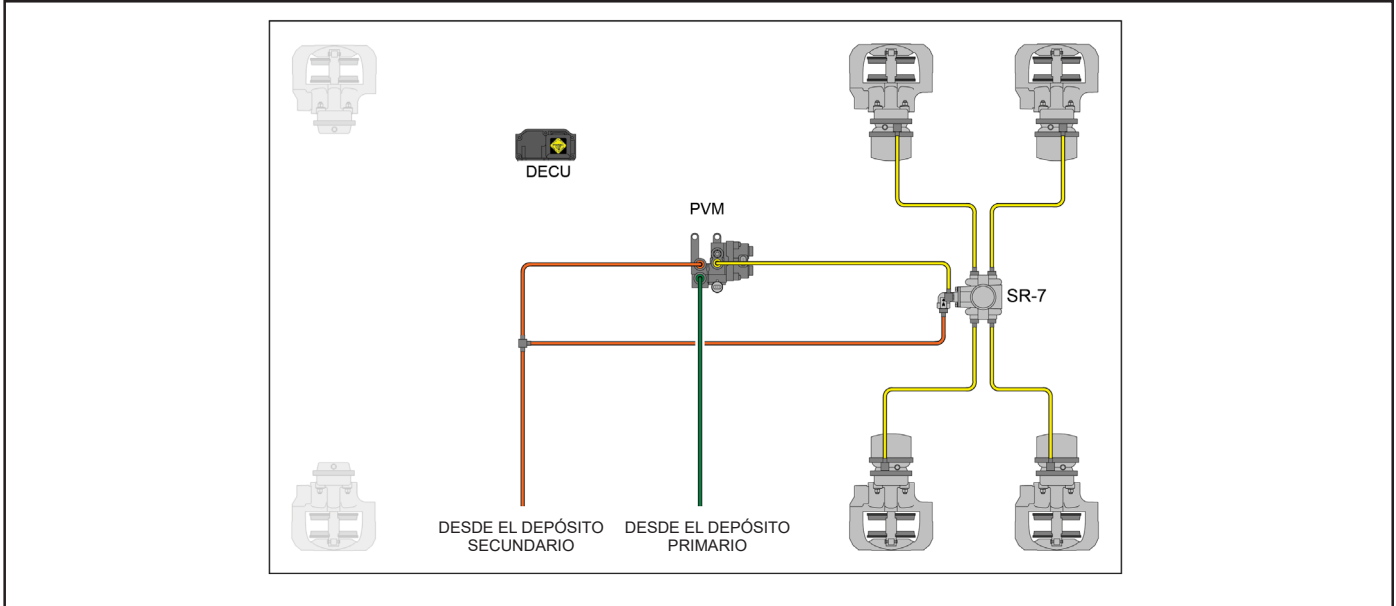 DECU
PVM
SR-7
DESDE EL DEPÓSITO
SECUNDARIO
DESDE EL DEPÓSITO
PRIMARIO